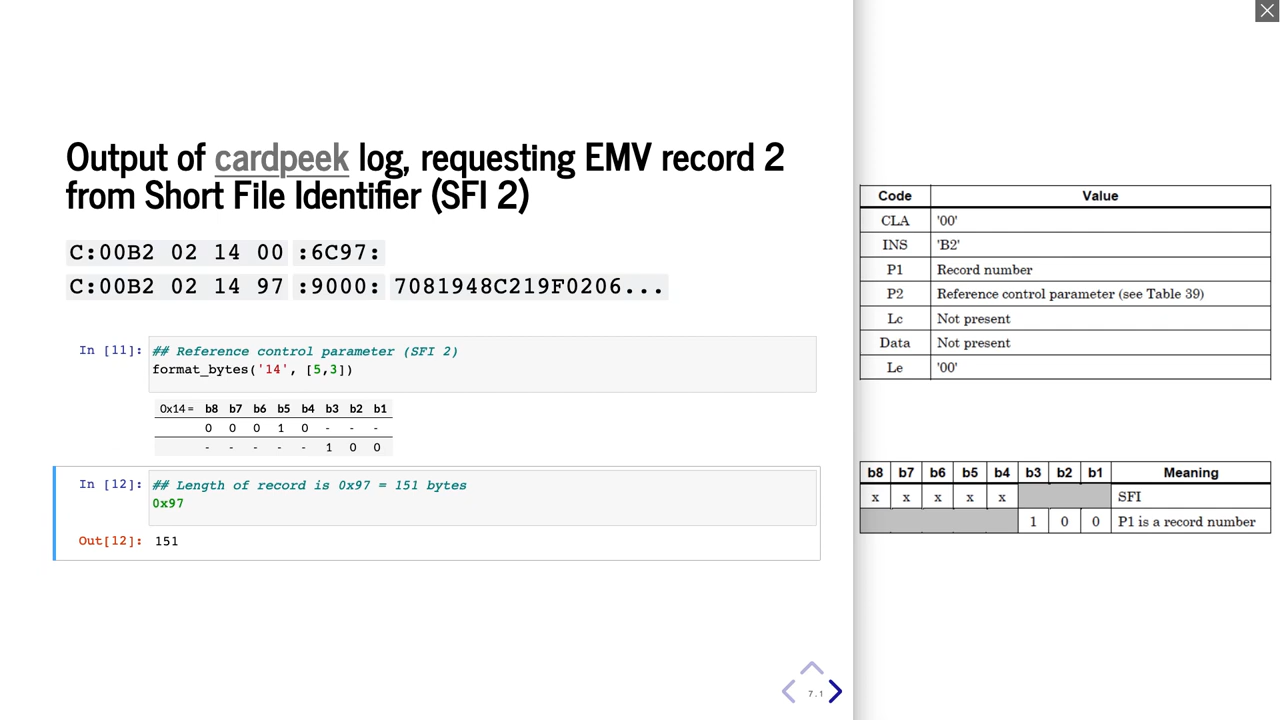 Output of cardpeek log, requesting EMV record 2
from Short File Identifier (SFI 2)
C:00B2 02 14 00 :6C97:
C:00B2 02 14 97 :9000: 7081948C219F0206...
In [11]: ## Reference control parameter (SFI 2)
format_bytes('14', [5,3])
0x14 = b8 b7 b6 b5 b4 b3 b2 b1
0 0 0 1 0 - - -
- - - - - 1 0 0
In [12]: ## Length of record is 0x97 = 151 bytes
0x97
Out[12]: 151
7.1
Code Value
CLA '00'
INS 'B2'
P1 Record number
P2 Reference control parameter (see Table 39)
Lc Not present
Data Not present
Le '00'
b8 b7 b6 b5 b4 b3 b2 b1 Meaning
x x x x x SFI
1 0 0 P1 is a record number